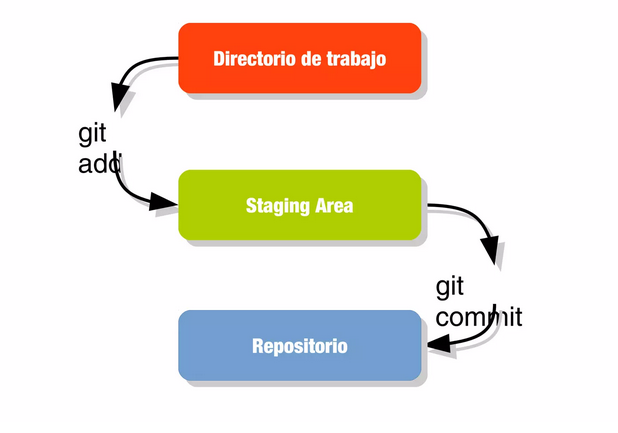 Directorio de trabajo
git
add
Staging Area
git
commit
Repositorio